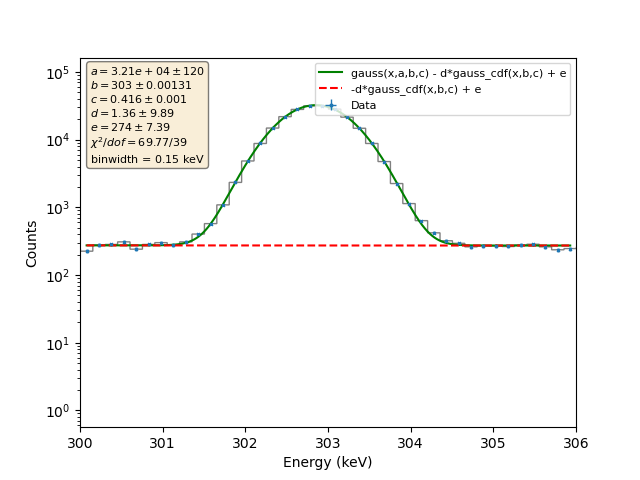 a = 3.21e + 04 ± 120
b = 303 ± 0.00131
c = 0.416 ± 0.001
d = 1.36 ± 9.89
e = 274 ± 7.39
χ²/dof = 69.77/39
binwidth = 0.15 keV
gauss(x,a,b,c) - d*gauss_cdf(x,b,c) + e
-d*gauss_cdf(x,b,c) + e
Data
10⁵
10⁴
10³
10²
10¹
10⁰
Counts
300 301 302 303 304 305 306
Energy (keV)